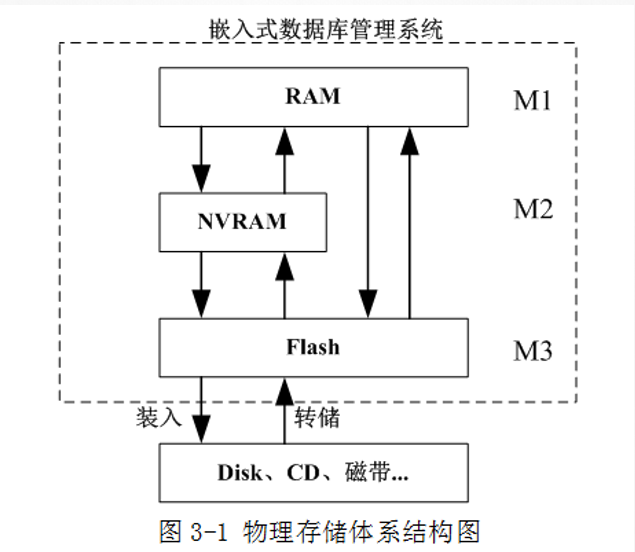 嵌入式数据库管理系统
RAM
M1
NVRAM
M2
Flash
M3
装入
转储
Disk、CD、磁带...
图 3-1 物理存储体系结构图